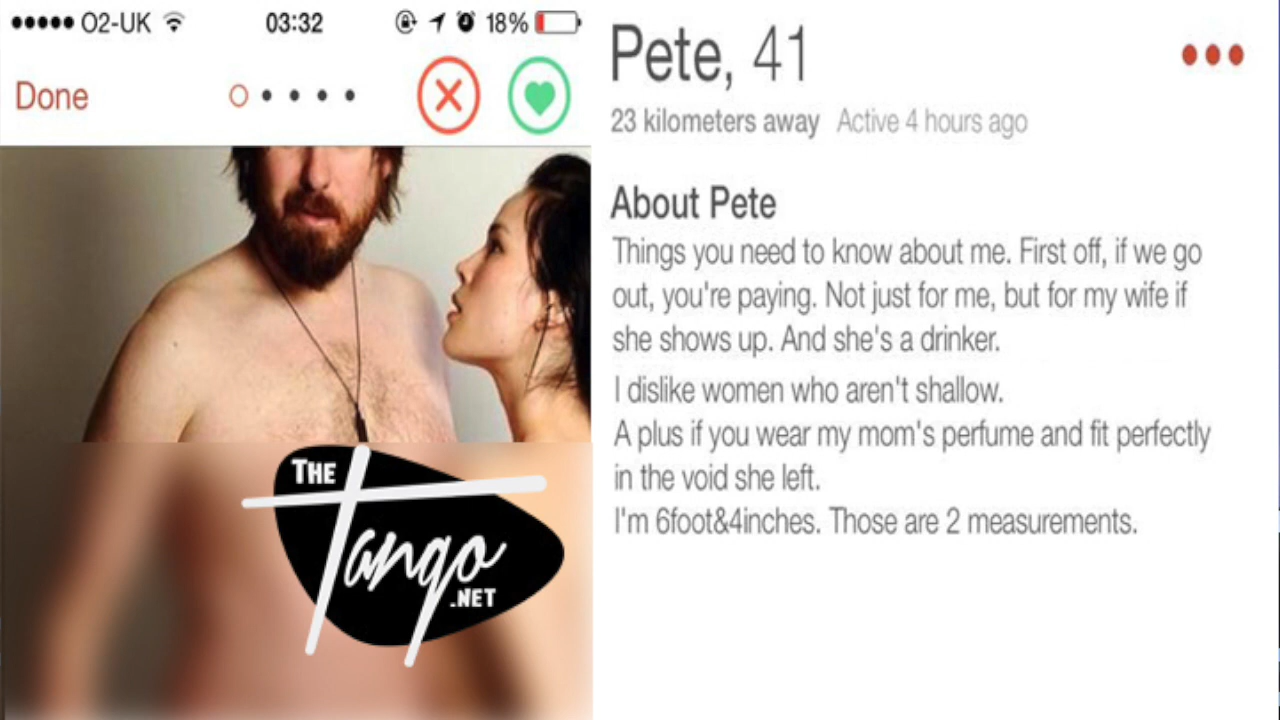 O2-UK
03:32
18%
Done
THE
Tango
.NET
Pete, 41
23 kilometers away Active 4 hours ago
About Pete
Things you need to know about me. First off, if we go
out, you're paying. Not just for me, but for my wife if
she shows up. And she's a drinker.
I dislike women who aren't shallow.
A plus if you wear my mom's perfume and fit perfectly
in the void she left.
I'm 6foot&4inches. Those are 2 measurements.